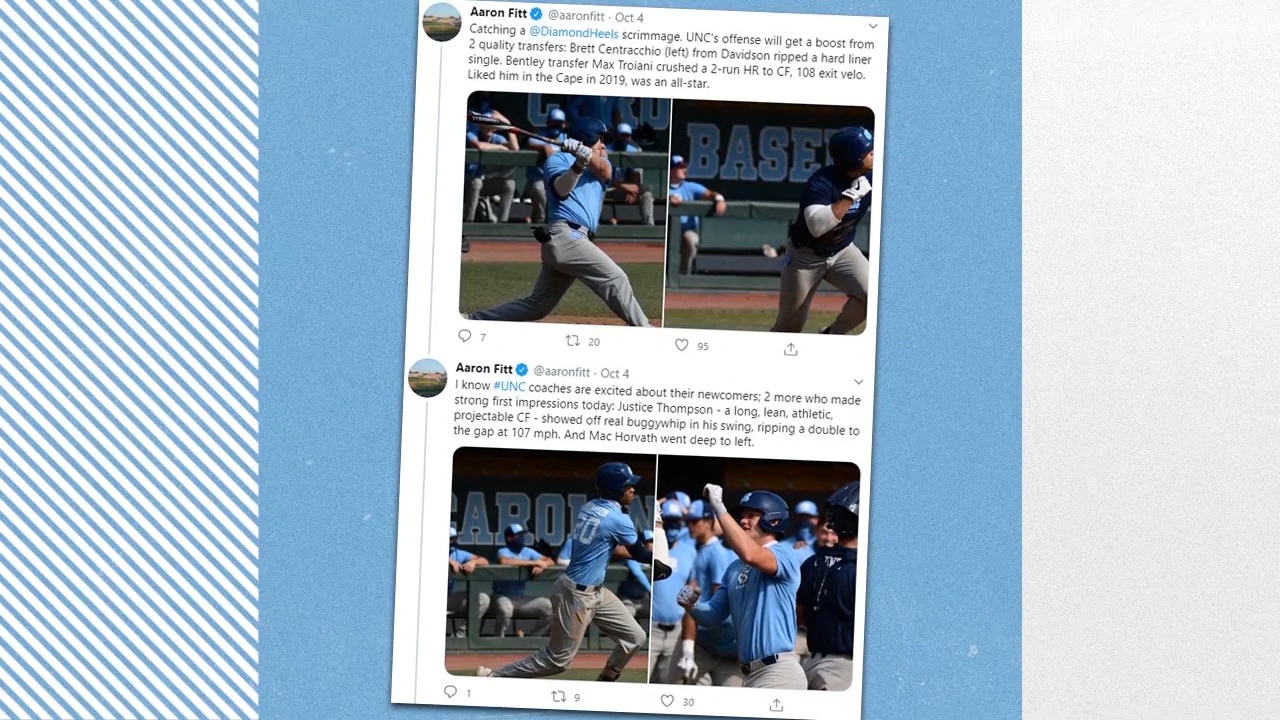 Aaron Fitt @aaronfitt · Oct 4
Catching a @DiamondHeels scrimmage. UNC's offense will get a boost from
2 quality transfers: Brett Centracchio (left) from Davidson ripped a hard liner
single. Bentley transfer Max Troiani crushed a 2-run HR to CF, 108 exit velo.
Liked him in the Cape in 2019, was an all-star.
BASE
7 20 95
Aaron Fitt @aaronfitt · Oct 4
I know #UNC coaches are excited about their newcomers; 2 more who made
strong first impressions today: Justice Thompson - a long, lean, athletic,
projectable CF - showed off real buggywhip in his swing, ripping a double to
the gap at 107 mph. And Mac Horvath went deep to left.
CAROLIN
20
1 9 30